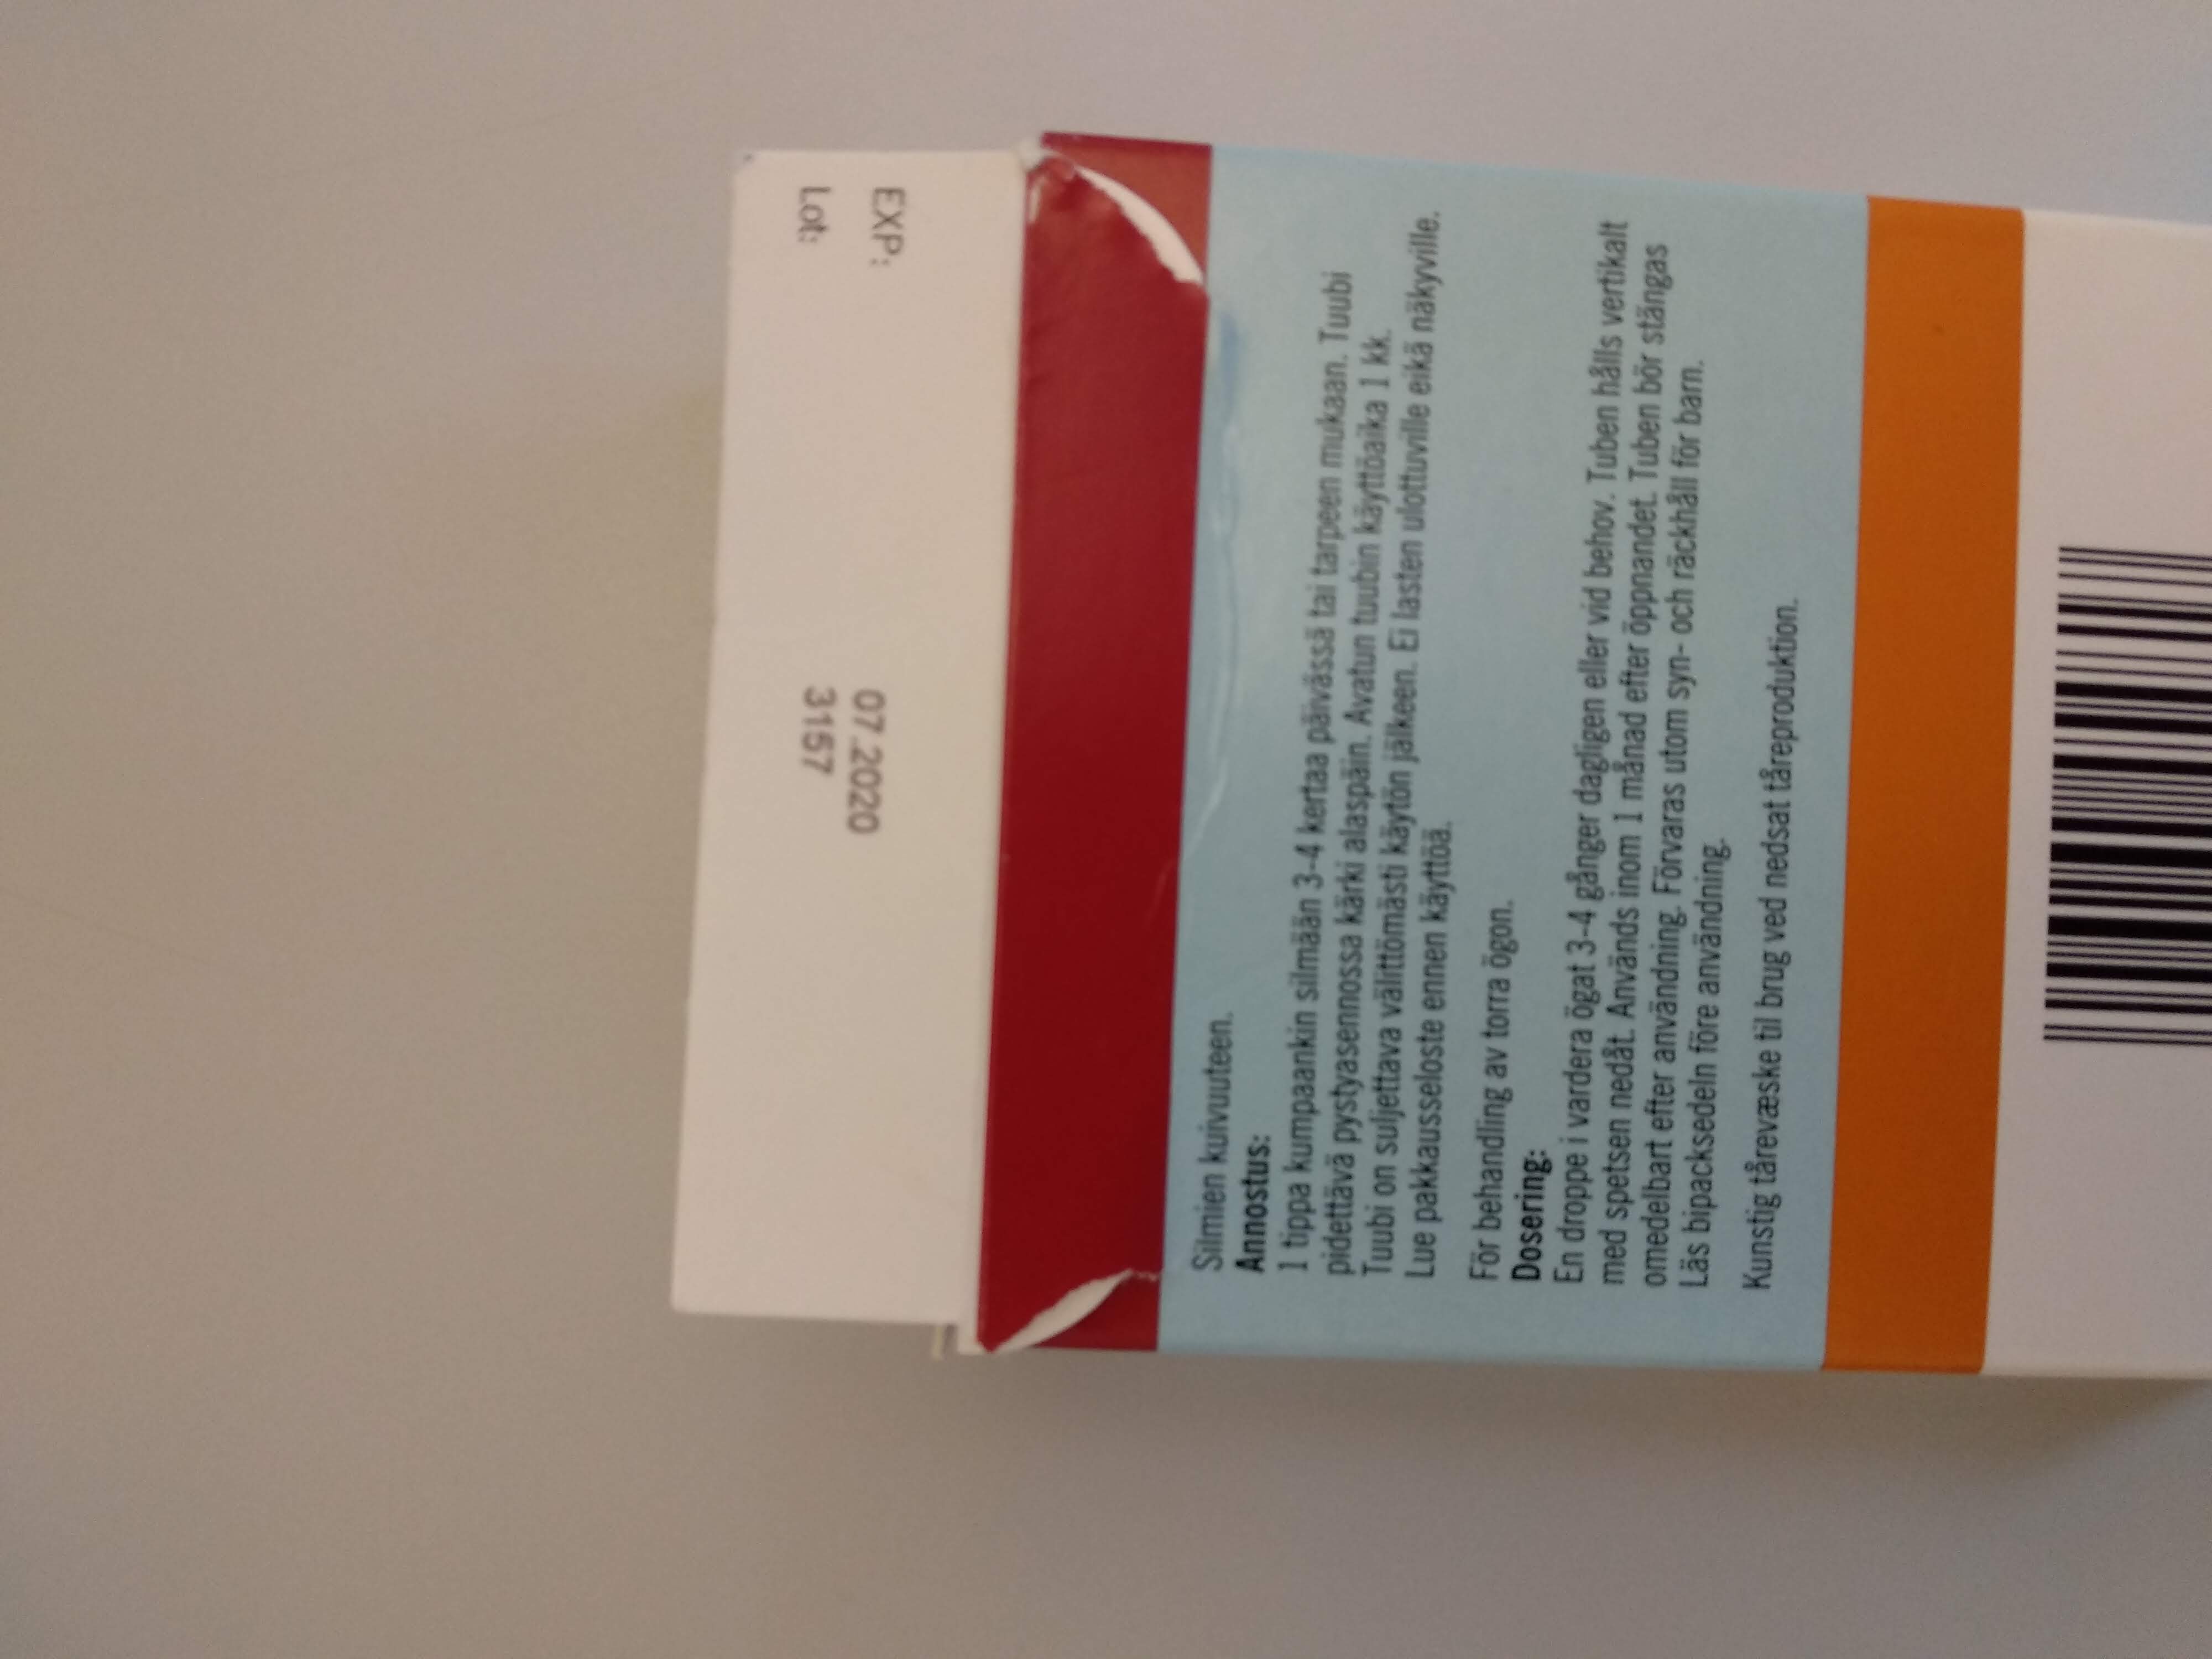 Lot:
3157
EXP:
07.2020
Silmien kuivuuteen.
Annostus:
1 tippa kumpaankin silmään 3-4 kertaa päivässä tai tarpeen mukaan. Tuubi
pidettävä pystyasennossa kärki alaspäin. Avatun tuubin käyttöaika 1 kk.
Tuubi on suljettava välittömästi käytön jälkeen. Ei lasten ulottuville eikä näkyville.
Lue pakkausseloste ennen käyttöä.
För behandling av torra ögon.
Dosering:
En droppe i vardera ögat 3-4 gånger dagligen eller vid behov. Tuben hålls vertikalt
med spetsen nedåt. Används inom 1 månad efter öppnandet. Tuben bör stängas
omedelbart efter användning. Förvaras utom syn- och räckhåll för barn.
Läs bipacksedeln före användning.
Kunstig tårevæske til brug ved nedsat tåreproduktion.